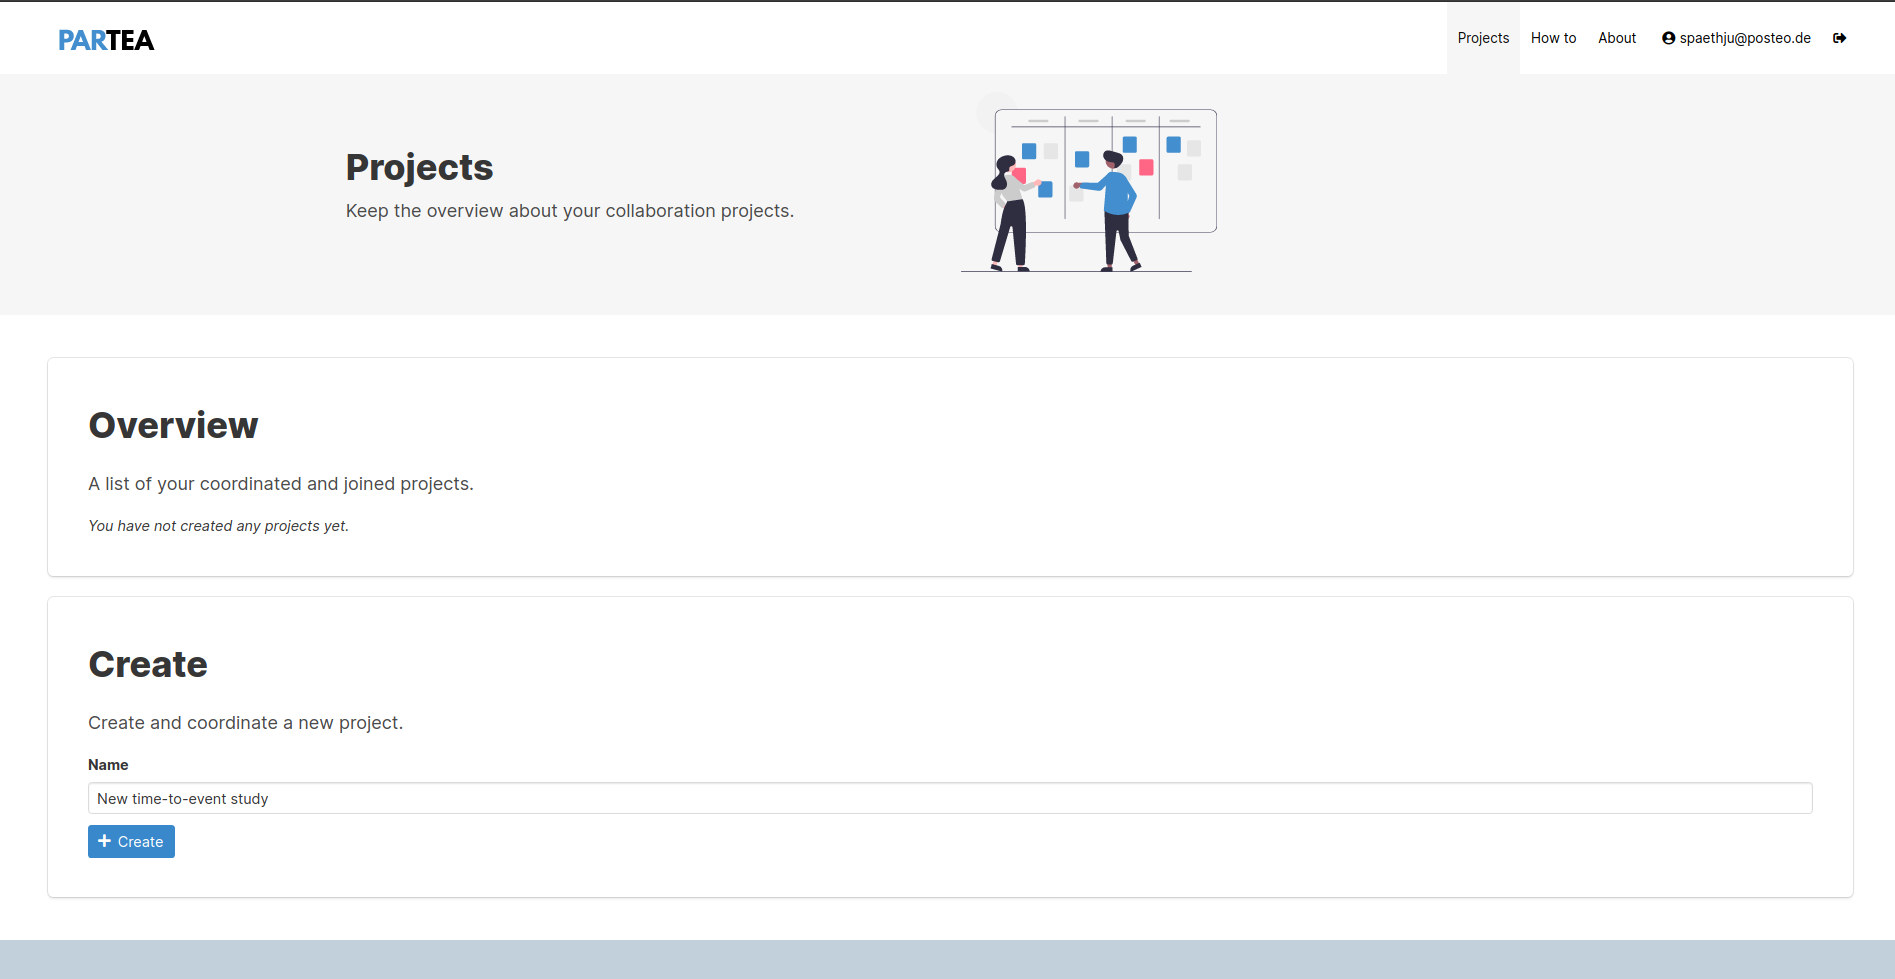 PARTEA
Projects How to About spaethju@posteo.de
Projects
Keep the overview about your collaboration projects.
Overview
A list of your coordinated and joined projects.
You have not created any projects yet.
Create
Create and coordinate a new project.
Name
New time-to-event study
Create